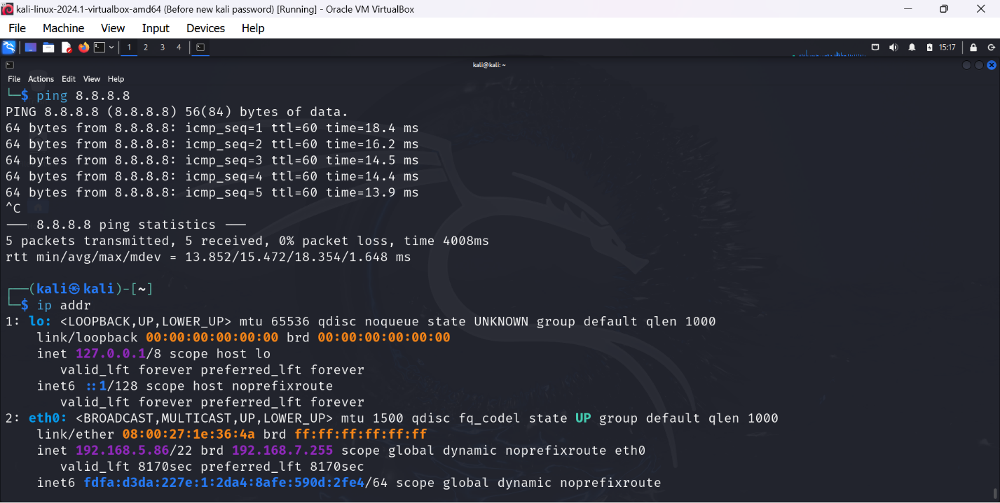 kali-linux-2024.1-virtualbox-amd64 (Before new kali password) [Running] - Oracle VM VirtualBox
File Machine View Input Devices Help
1 2 3 4 15:17
kali@kali: ~
File Actions Edit View Help
└─$ ping 8.8.8.8
PING 8.8.8.8 (8.8.8.8) 56(84) bytes of data.
64 bytes from 8.8.8.8: icmp_seq=1 ttl=60 time=18.4 ms
64 bytes from 8.8.8.8: icmp_seq=2 ttl=60 time=16.2 ms
64 bytes from 8.8.8.8: icmp_seq=3 ttl=60 time=14.5 ms
64 bytes from 8.8.8.8: icmp_seq=4 ttl=60 time=14.4 ms
64 bytes from 8.8.8.8: icmp_seq=5 ttl=60 time=13.9 ms
^C
--- 8.8.8.8 ping statistics ---
5 packets transmitted, 5 received, 0% packet loss, time 4008ms
rtt min/avg/max/mdev = 13.852/15.472/18.354/1.648 ms
┌──(kali㉿kali)-[~]
└─$ ip addr
1: lo: <LOOPBACK,UP,LOWER_UP> mtu 65536 qdisc noqueue state UNKNOWN group default qlen 1000
link/loopback 00:00:00:00:00:00 brd 00:00:00:00:00:00
inet 127.0.0.1/8 scope host lo
valid_lft forever preferred_lft forever
inet6 ::1/128 scope host noprefixroute
valid_lft forever preferred_lft forever
2: eth0: <BROADCAST,MULTICAST,UP,LOWER_UP> mtu 1500 qdisc fq_codel state UP group default qlen 1000
link/ether 08:00:27:1e:36:4a brd ff:ff:ff:ff:ff:ff
inet 192.168.5.86/22 brd 192.168.7.255 scope global dynamic noprefixroute eth0
valid_lft 8170sec preferred_lft 8170sec
inet6 fdfa:d3da:227e:1:2da4:8afe:590d:2fe4/64 scope global dynamic noprefixroute